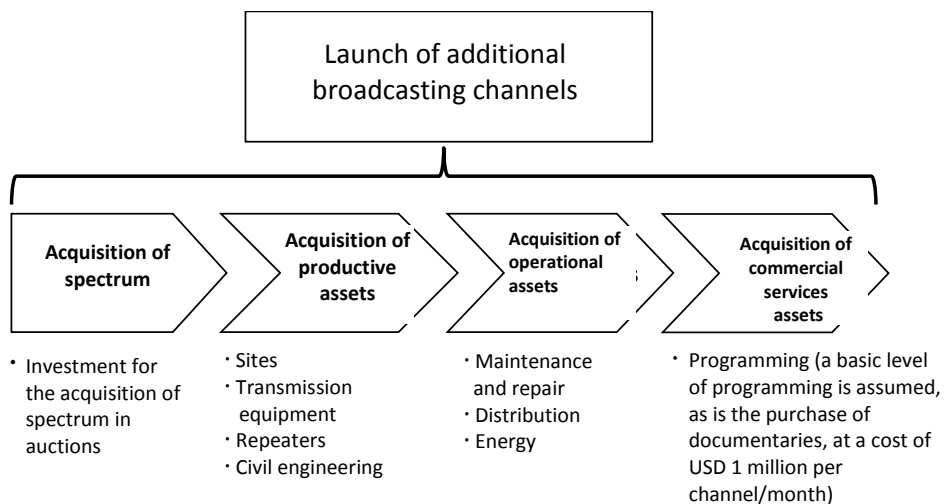 Launch of additional
broadcasting channels
Acquisition of
spectrum
Acquisition of
productive
assets
Acquisition of
operational
assets
Acquisition of
commercial
services
assets
· Investment for
the acquisition of
spectrum in
auctions
· Sites
· Transmission
equipment
· Repeaters
· Civil engineering
· Maintenance
and repair
· Distribution
· Energy
· Programming (a basic level
of programming is assumed,
as is the purchase of
documentaries, at a cost of
USD 1 million per
channel/month)